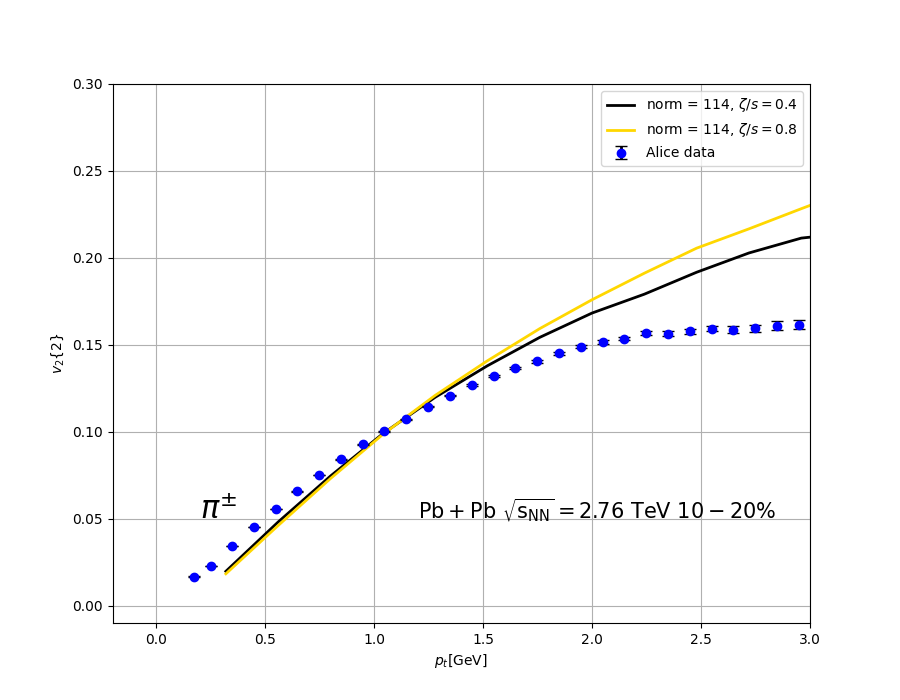 0.30
0.25
0.20
0.15
0.10
0.05
0.00
v₂{2}
norm = 114, ζ/s = 0.4
norm = 114, ζ/s = 0.8
Alice data
π±
Pb + Pb √sNN = 2.76 TeV 10 − 20%
0.0 0.5 1.0 1.5 2.0 2.5 3.0
pt[GeV]